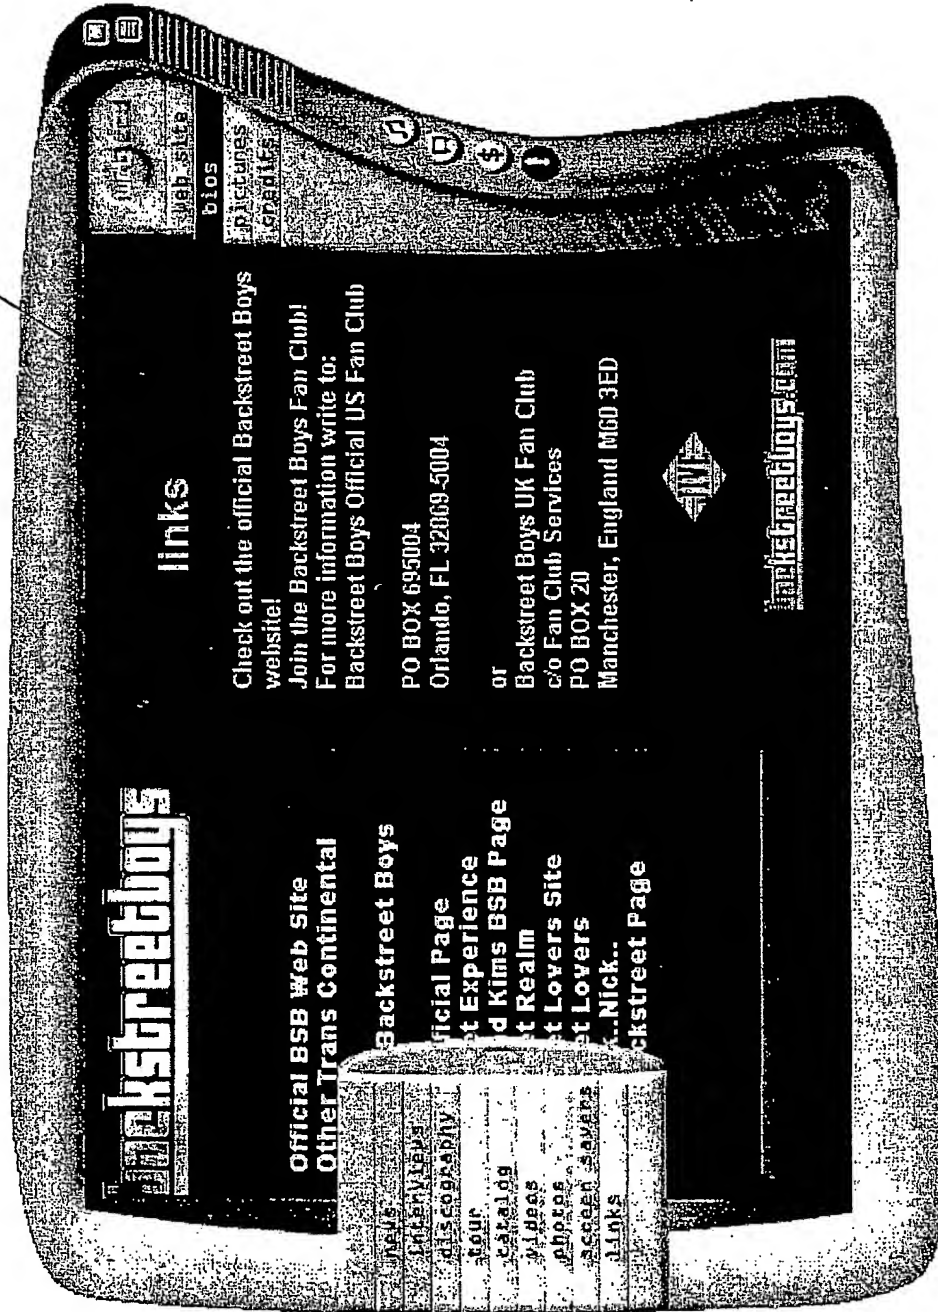 backstreetboys
Official BSB Web Site
Other Trans Continental
Backstreet Boys
ficial Page
et Experience
d Kims BSB Page
et Realm
et Lovers Site
et Lovers
K..Nick..
ckstreet Page
news
interviews
discography
tour
catalog
videos
photos
screen savers
links
links
Check out the official Backstreet Boys
website!
Join the Backstreet Boys Fan Club!
For more information write to:
Backstreet Boys Official US Fan Club
PO BOX 695004
Orlando, FL 32869-5004
or
Backstreet Boys UK Fan Club
c/o Fan Club Services
PO BOX 20
Manchester, England M60 3ED
backstreetboys.com
web site
bios
pictures
credits
$